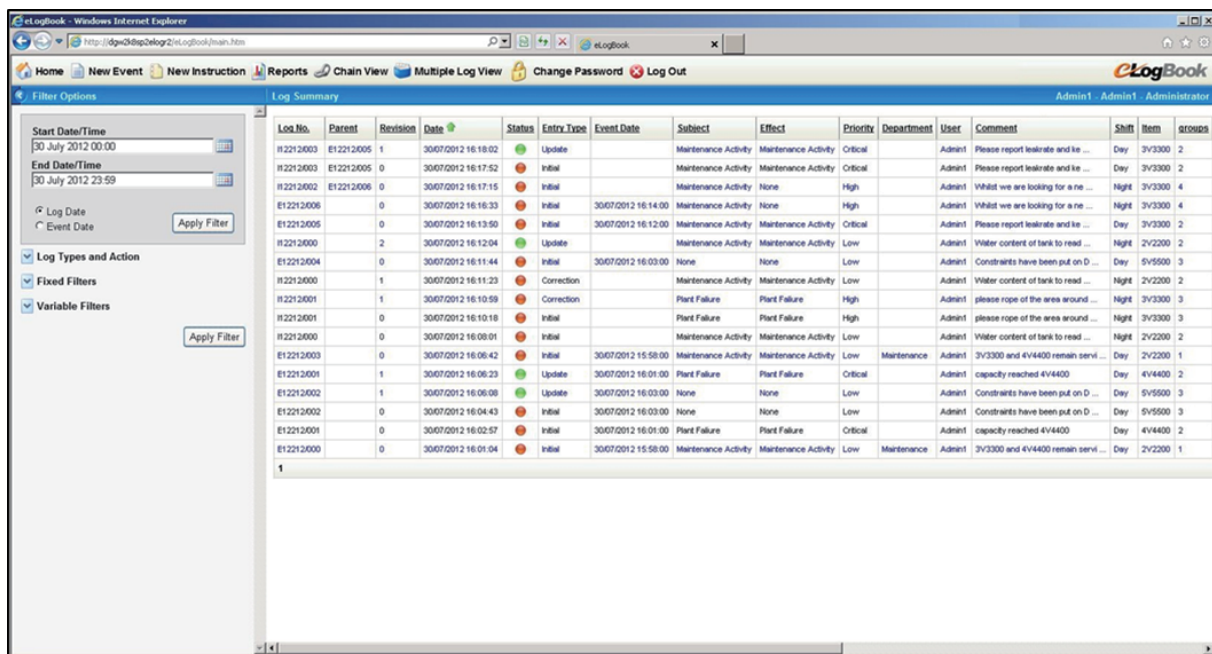 eLogBook - Windows Internet Explorer
http://dgw2k8sp2elogr2/eLogBook/main.htm
eLogBook
Home New Event New Instruction Reports Chain View Multiple Log View Change Password Log Out
eLogBook
Filter Options
Log Summary
Admin1 - Admin1 - Administrator
Start Date/Time
30 July 2012 00:00
End Date/Time
30 July 2012 23:59
Log Date
Event Date
Apply Filter
Log Types and Action
Fixed Filters
Variable Filters
Apply Filter
Log No. Parent Revision Date Status Entry Type Event Date Subject Effect Priority Department User Comment Shift Item groups
I12212/003 E12212/005 1 30/07/2012 16:18:02 Update Maintenance Activity Maintenance Activity Critical Admin1 Please report leakrate and ke ... Day 3V3300 2
I12212/003 E12212/005 0 30/07/2012 16:17:52 Initial Maintenance Activity Maintenance Activity Critical Admin1 Please report leakrate and ke ... Day 3V3300 2
I12212/002 E12212/006 0 30/07/2012 16:17:15 Initial Maintenance Activity None High Admin1 Whilst we are looking for a ne ... Night 3V3300 4
E12212/006 0 30/07/2012 16:16:33 Initial 30/07/2012 16:14:00 Maintenance Activity None High Admin1 Whilst we are looking for a ne ... Night 3V3300 4
E12212/005 0 30/07/2012 16:13:50 Initial 30/07/2012 16:12:00 Maintenance Activity Maintenance Activity Critical Admin1 Please report leakrate and ke ... Day 3V3300 2
I12212/000 2 30/07/2012 16:12:04 Update Maintenance Activity Maintenance Activity Low Admin1 Water content of tank to read ... Night 2V2200 2
E12212/004 0 30/07/2012 16:11:44 Initial 30/07/2012 16:03:00 None None Low Admin1 Constraints have been put on D ... Day 5V5500 3
I12212/000 1 30/07/2012 16:11:23 Correction Maintenance Activity Maintenance Activity Low Admin1 Water content of tank to read ... Night 2V2200 2
I12212/001 1 30/07/2012 16:10:59 Correction Plant Failure Plant Failure High Admin1 please rope of the area around ... Night 3V3300 3
I12212/001 0 30/07/2012 16:10:18 Initial Plant Failure Plant Failure High Admin1 please rope of the area around ... Night 3V3300 3
I12212/000 0 30/07/2012 16:08:01 Initial Maintenance Activity Maintenance Activity Low Admin1 Water content of tank to read ... Night 2V2200 2
E12212/003 0 30/07/2012 16:06:42 Initial 30/07/2012 15:58:00 Maintenance Activity Maintenance Activity Low Maintenance Admin1 3V3300 and 4V4400 remain servi ... Day 2V2200 1
E12212/001 1 30/07/2012 16:06:23 Update 30/07/2012 16:01:00 Plant Failure Plant Failure Critical Admin1 capacity reached 4V4400 Day 4V4400 2
E12212/002 1 30/07/2012 16:06:08 Update 30/07/2012 16:03:00 None None Low Admin1 Constraints have been put on D ... Day 5V5500 3
E12212/002 0 30/07/2012 16:04:43 Initial 30/07/2012 16:03:00 None None Low Admin1 Constraints have been put on D ... Day 5V5500 3
E12212/001 0 30/07/2012 16:02:57 Initial 30/07/2012 16:01:00 Plant Failure Plant Failure Critical Admin1 capacity reached 4V4400 Day 4V4400 2
E12212/000 0 30/07/2012 16:01:04 Initial 30/07/2012 15:58:00 Maintenance Activity Maintenance Activity Low Maintenance Admin1 3V3300 and 4V4400 remain servi ... Day 2V2200 1
1